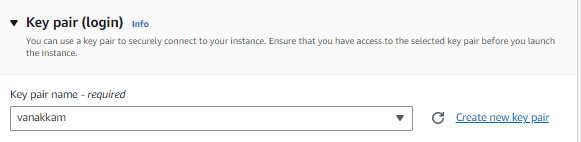 Key pair (login) Info
You can use a key pair to securely connect to your instance. Ensure that you have access to the selected key pair before you launch
the instance.
Key pair name - required
vanakkam
Create new key pair